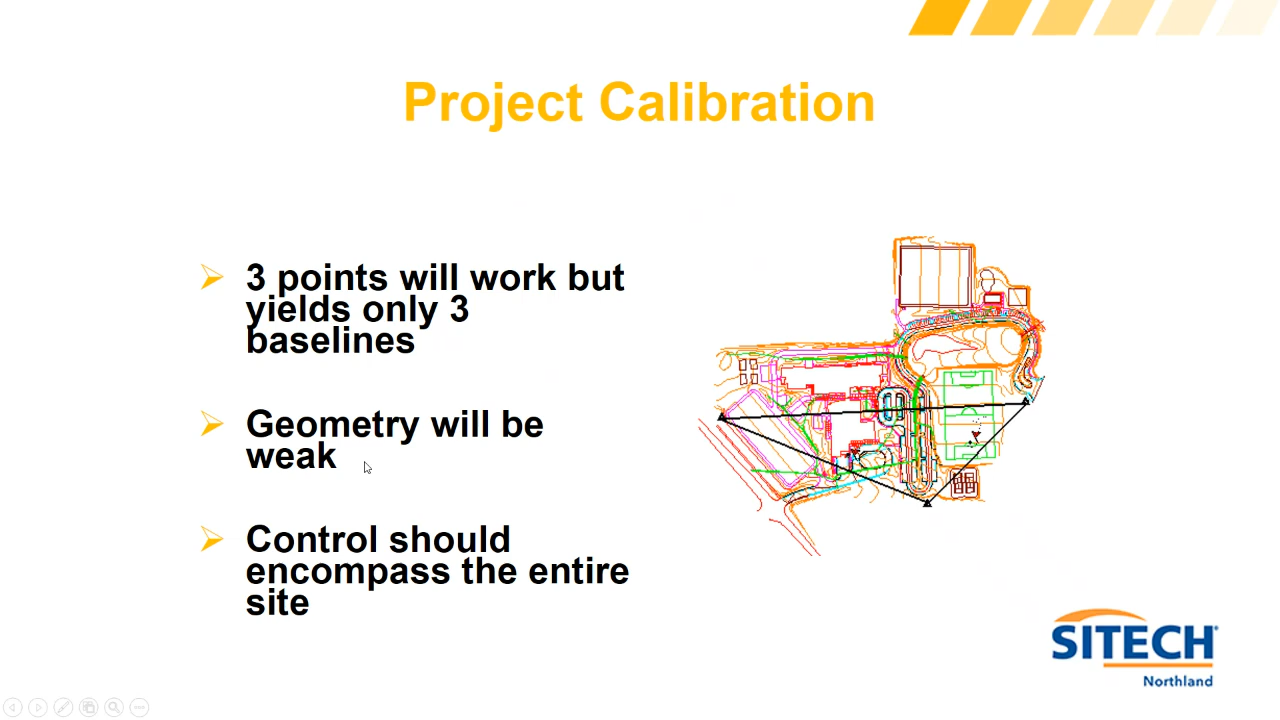 Project Calibration
3 points will work but
yields only 3
baselines
Geometry will be
weak
Control should
encompass the entire
site
SITECH
Northland